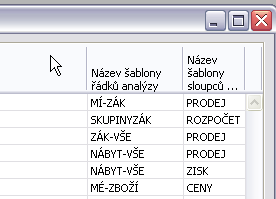 Název šablony řádků analýzy
Název šablony sloupců ...
MÍ-ZÁK PRODEJ
SKUPINYZÁK ROZPOČET
ZÁK-VŠE PRODEJ
NÁBYT-VŠE PRODEJ
NÁBYT-VŠE ZISK
MÉ-ZBOŽÍ CENY